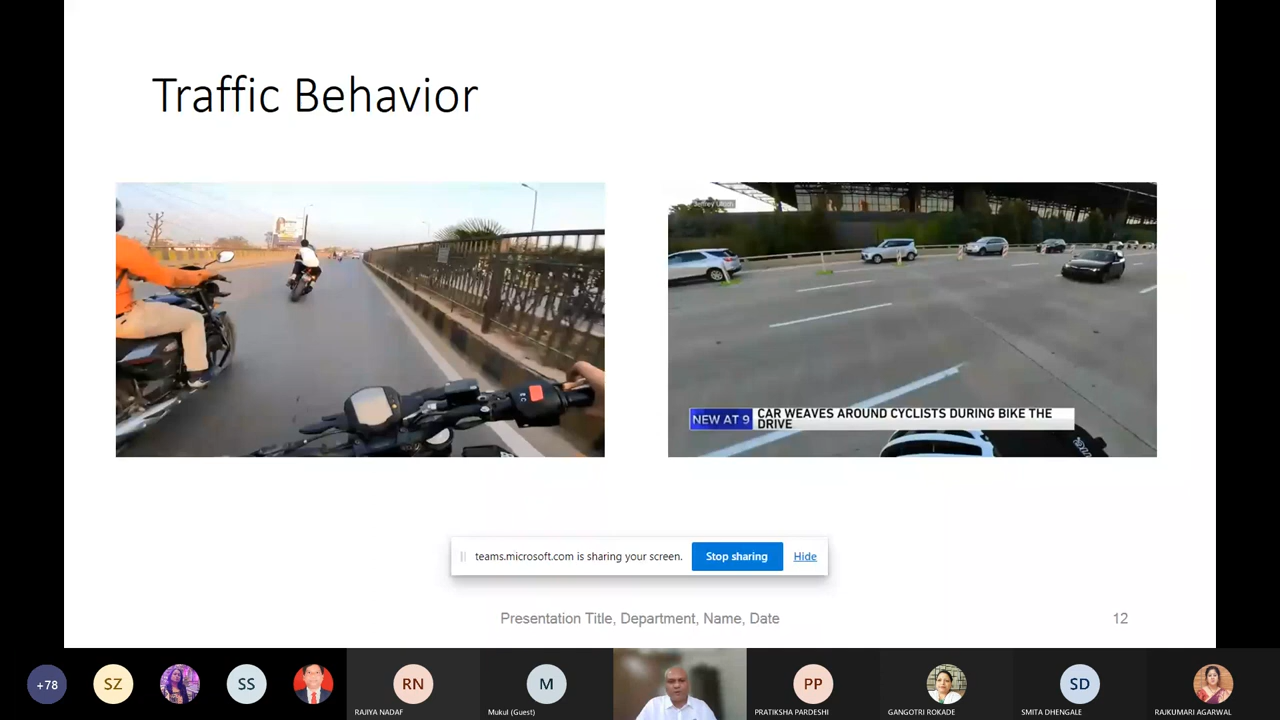 Traffic Behavior
NEW AT 9
CAR WEAVES AROUND CYCLISTS DURING BIKE THE
DRIVE
teams.microsoft.com is sharing your screen.
Stop sharing
Hide
Presentation Title, Department, Name, Date
12
+78
SZ
SS
RN
M
PP
SD
RAJIYA NADAF
Mukul (Guest)
PRATIKSHA PARDESHI
GANGOTRI ROKADE
SMITA DHENGALE
RAJKUMARI AGARWAL